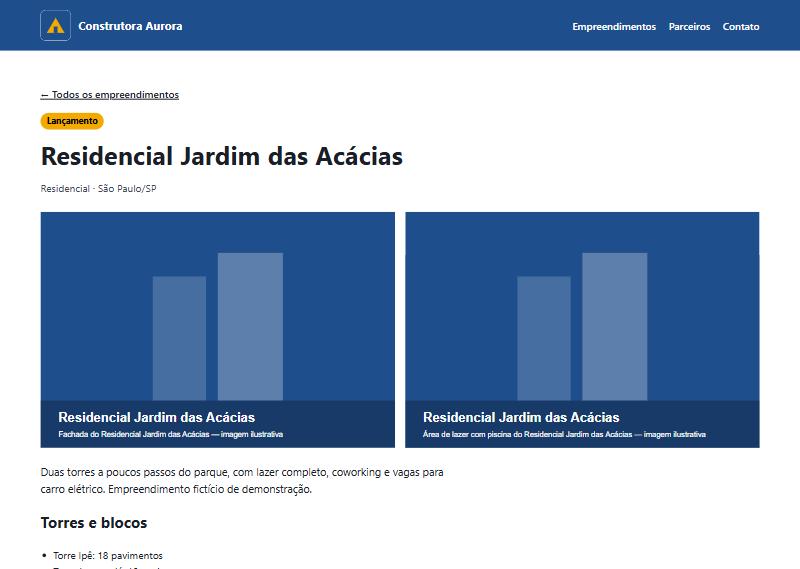 Construtora Aurora
Empreendimentos Parceiros Contato
← Todos os empreendimentos
Lançamento
Residencial Jardim das Acácias
Residencial · São Paulo/SP
Residencial Jardim das Acácias
Fachada do Residencial Jardim das Acácias — imagem ilustrativa
Residencial Jardim das Acácias
Área de lazer com piscina do Residencial Jardim das Acácias — imagem ilustrativa
Duas torres a poucos passos do parque, com lazer completo, coworking e vagas para
carro elétrico. Empreendimento fictício de demonstração.
Torres e blocos
• Torre Ipê: 18 pavimentos